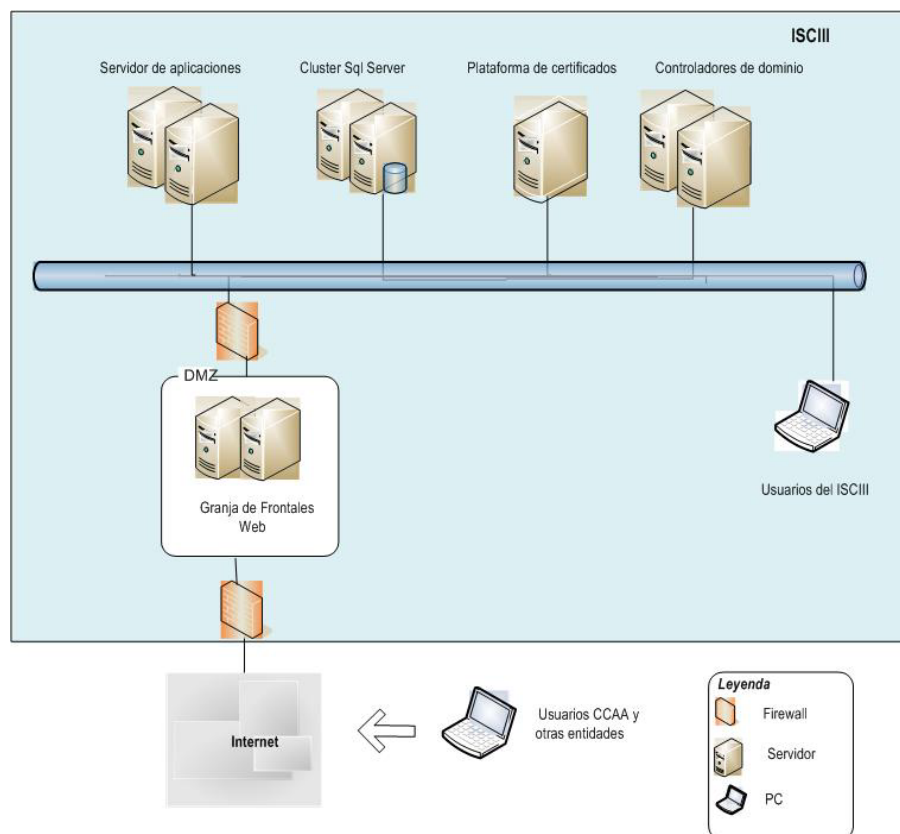 ISCIII
Servidor de aplicaciones
Cluster Sql Server
Plataforma de certificados
Controladores de dominio
DMZ
Granja de Frontales
Web
Usuarios del ISCIII
Internet
Usuarios CCAA y
otras entidades
Leyenda
Firewall
Servidor
PC